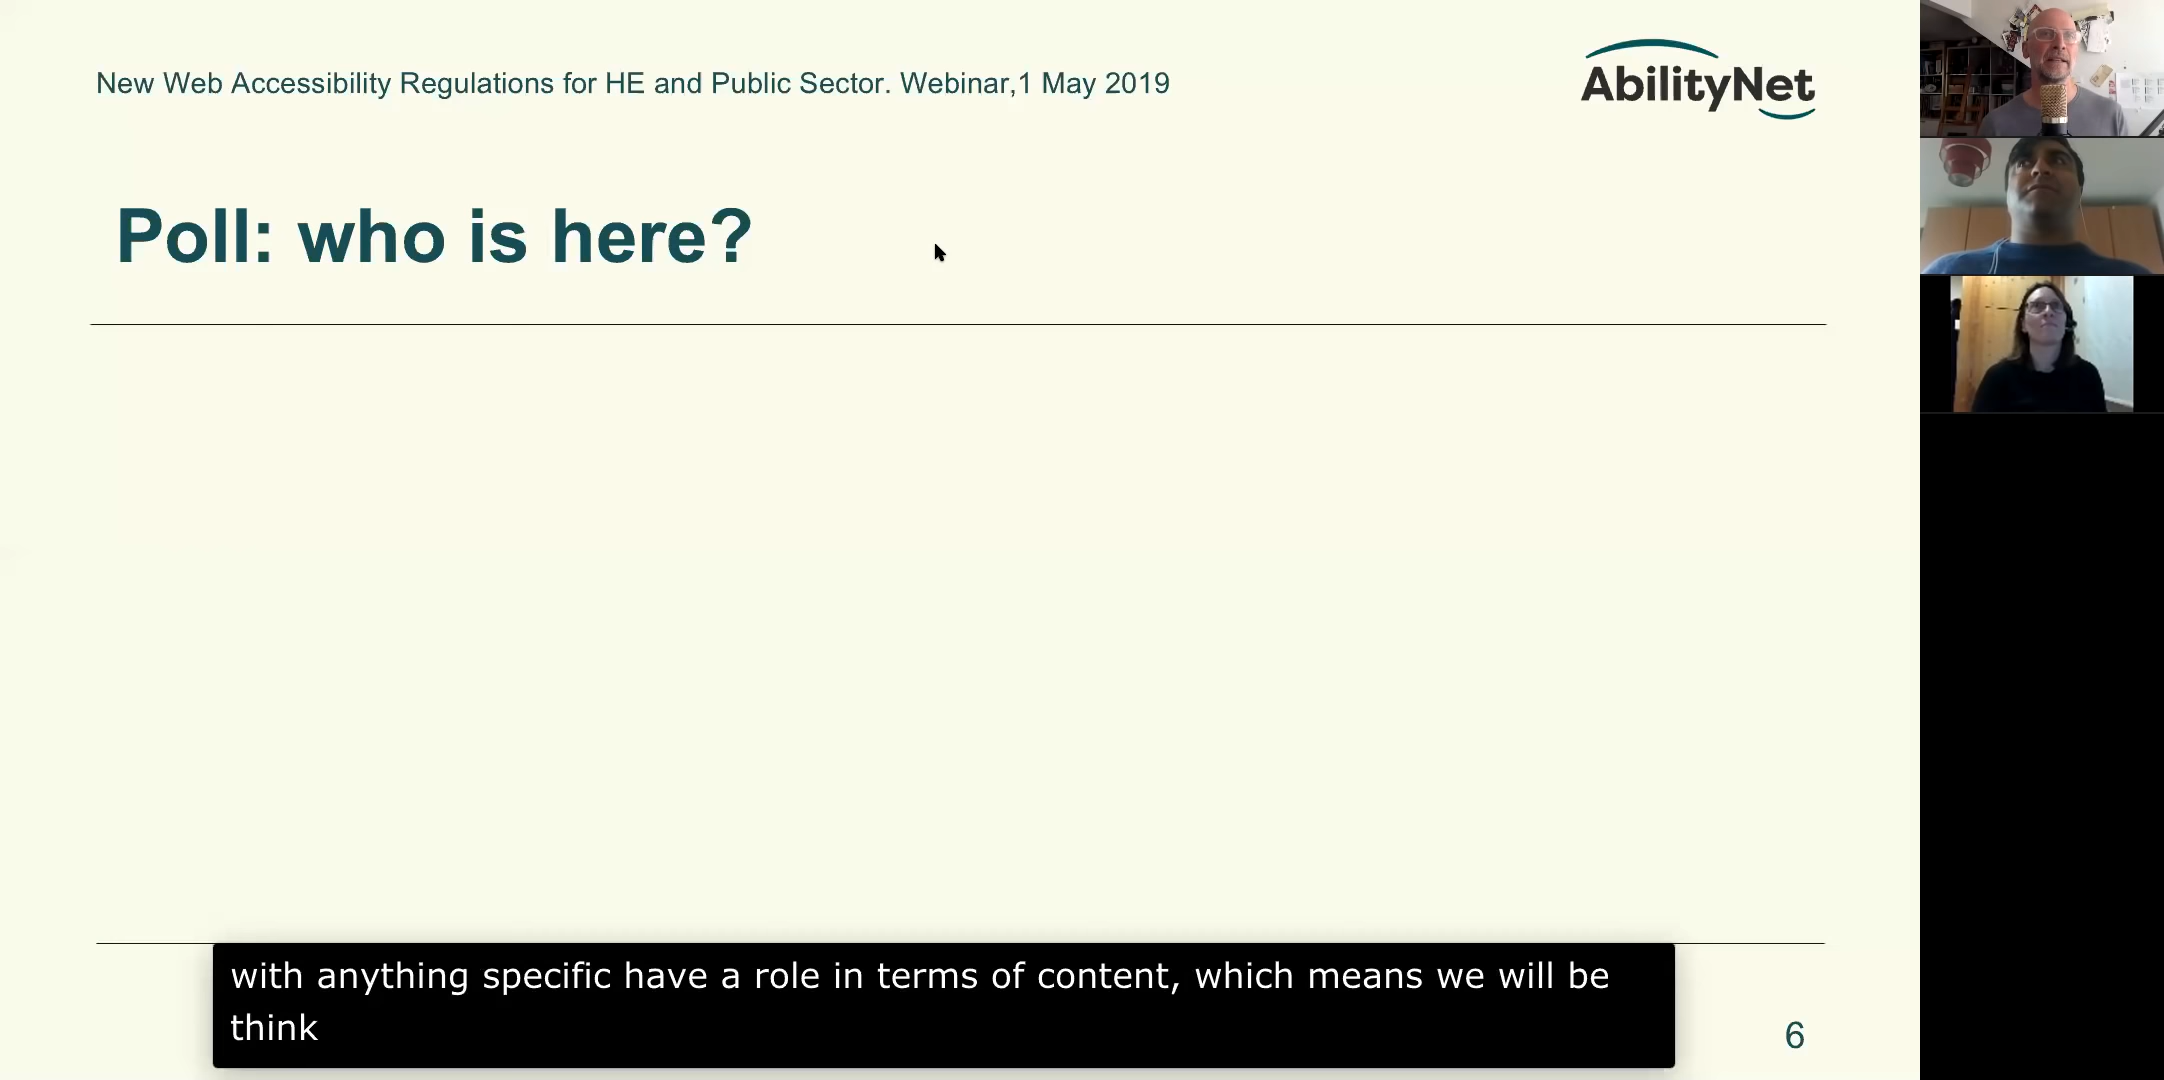 New Web Accessibility Regulations for HE and Public Sector. Webinar,1 May 2019
AbilityNet
Poll: who is here?
with anything specific have a role in terms of content, which means we will be
think
6